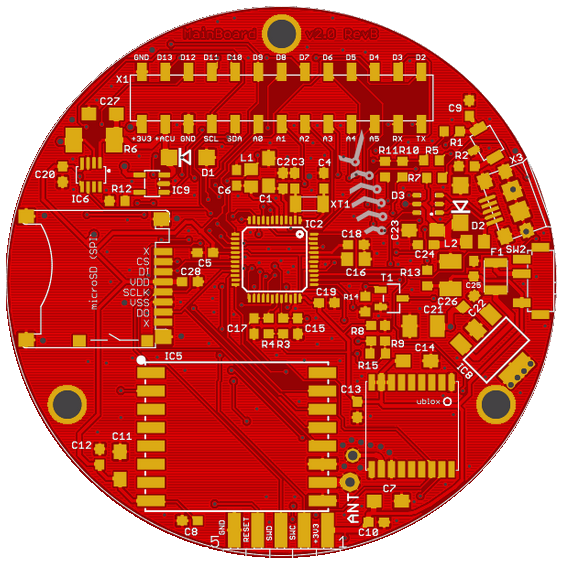 MainBoard v2.0 RevB
GND D13 D12 D11 D10 D9 D8 D7 D6 D5 D4 D3 D2
X1
C27
C9
+3V3 +ACU GND SCL SDA A0 A1 A2 A3 A4 A5 RX TX
R1
R6
L1 C2 C3 C4
R11 R10 R5 R2
X3
D1
C20
R12
IC9
C6
R7
IC6
C1
XT1
D3
IC2
C23
D2
C18
C24
L2
SW2
microSD (SPI)
X
CS
DI
VDD
SCLK
VSS
DO
X
C5
C16
F1
C28
T1
R13
C25
C19
R14
C26
C22
C17
C15
C21
R8
R4 R3
R9
IC5
C14
R15
IC8
C13
ublox
C12
C11
C7
ANT
C8
GND
RESET
SWD
SWC
+3V3
C10
5
1